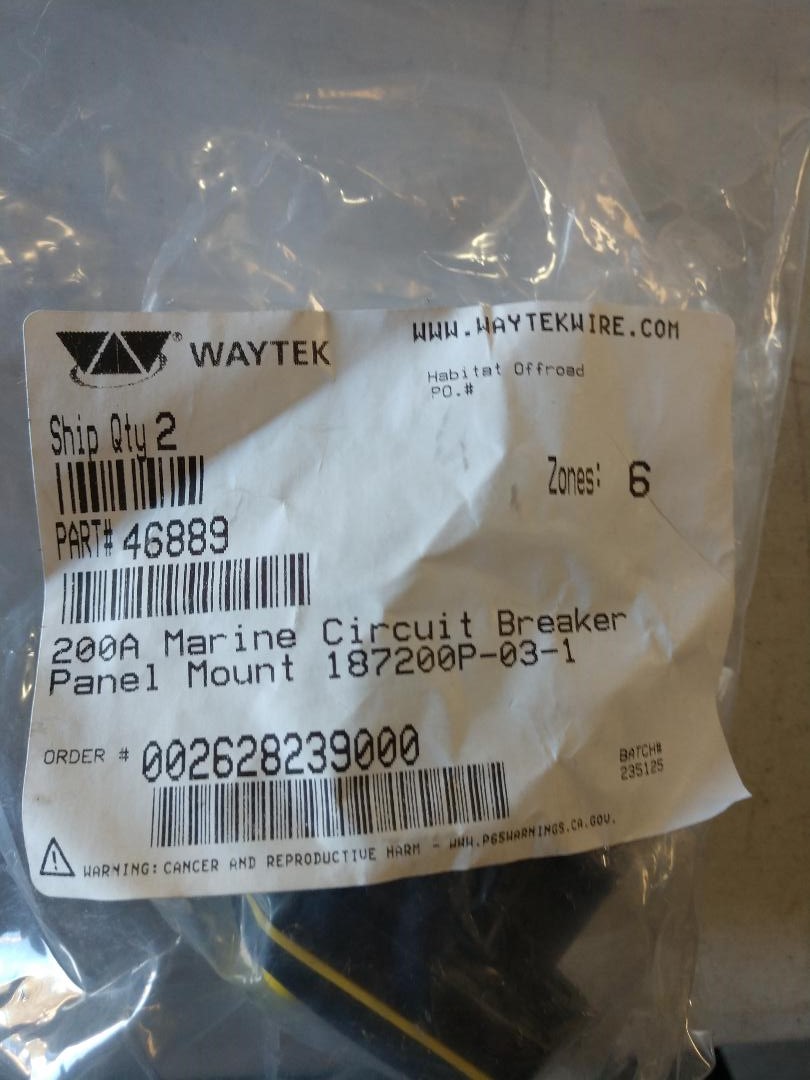 WAYTEK®
WWW.WAYTEKWIRE.COM
Habitat Offroad
PO.#
Ship Qty 2
Zones: 6
PART# 46889
200A Marine Circuit Breaker
Panel Mount 187200P-03-1
ORDER # 002628239000
BATCH#
235125
WARNING: CANCER AND REPRODUCTIVE HARM - WWW.P65WARNINGS.CA.GOV.